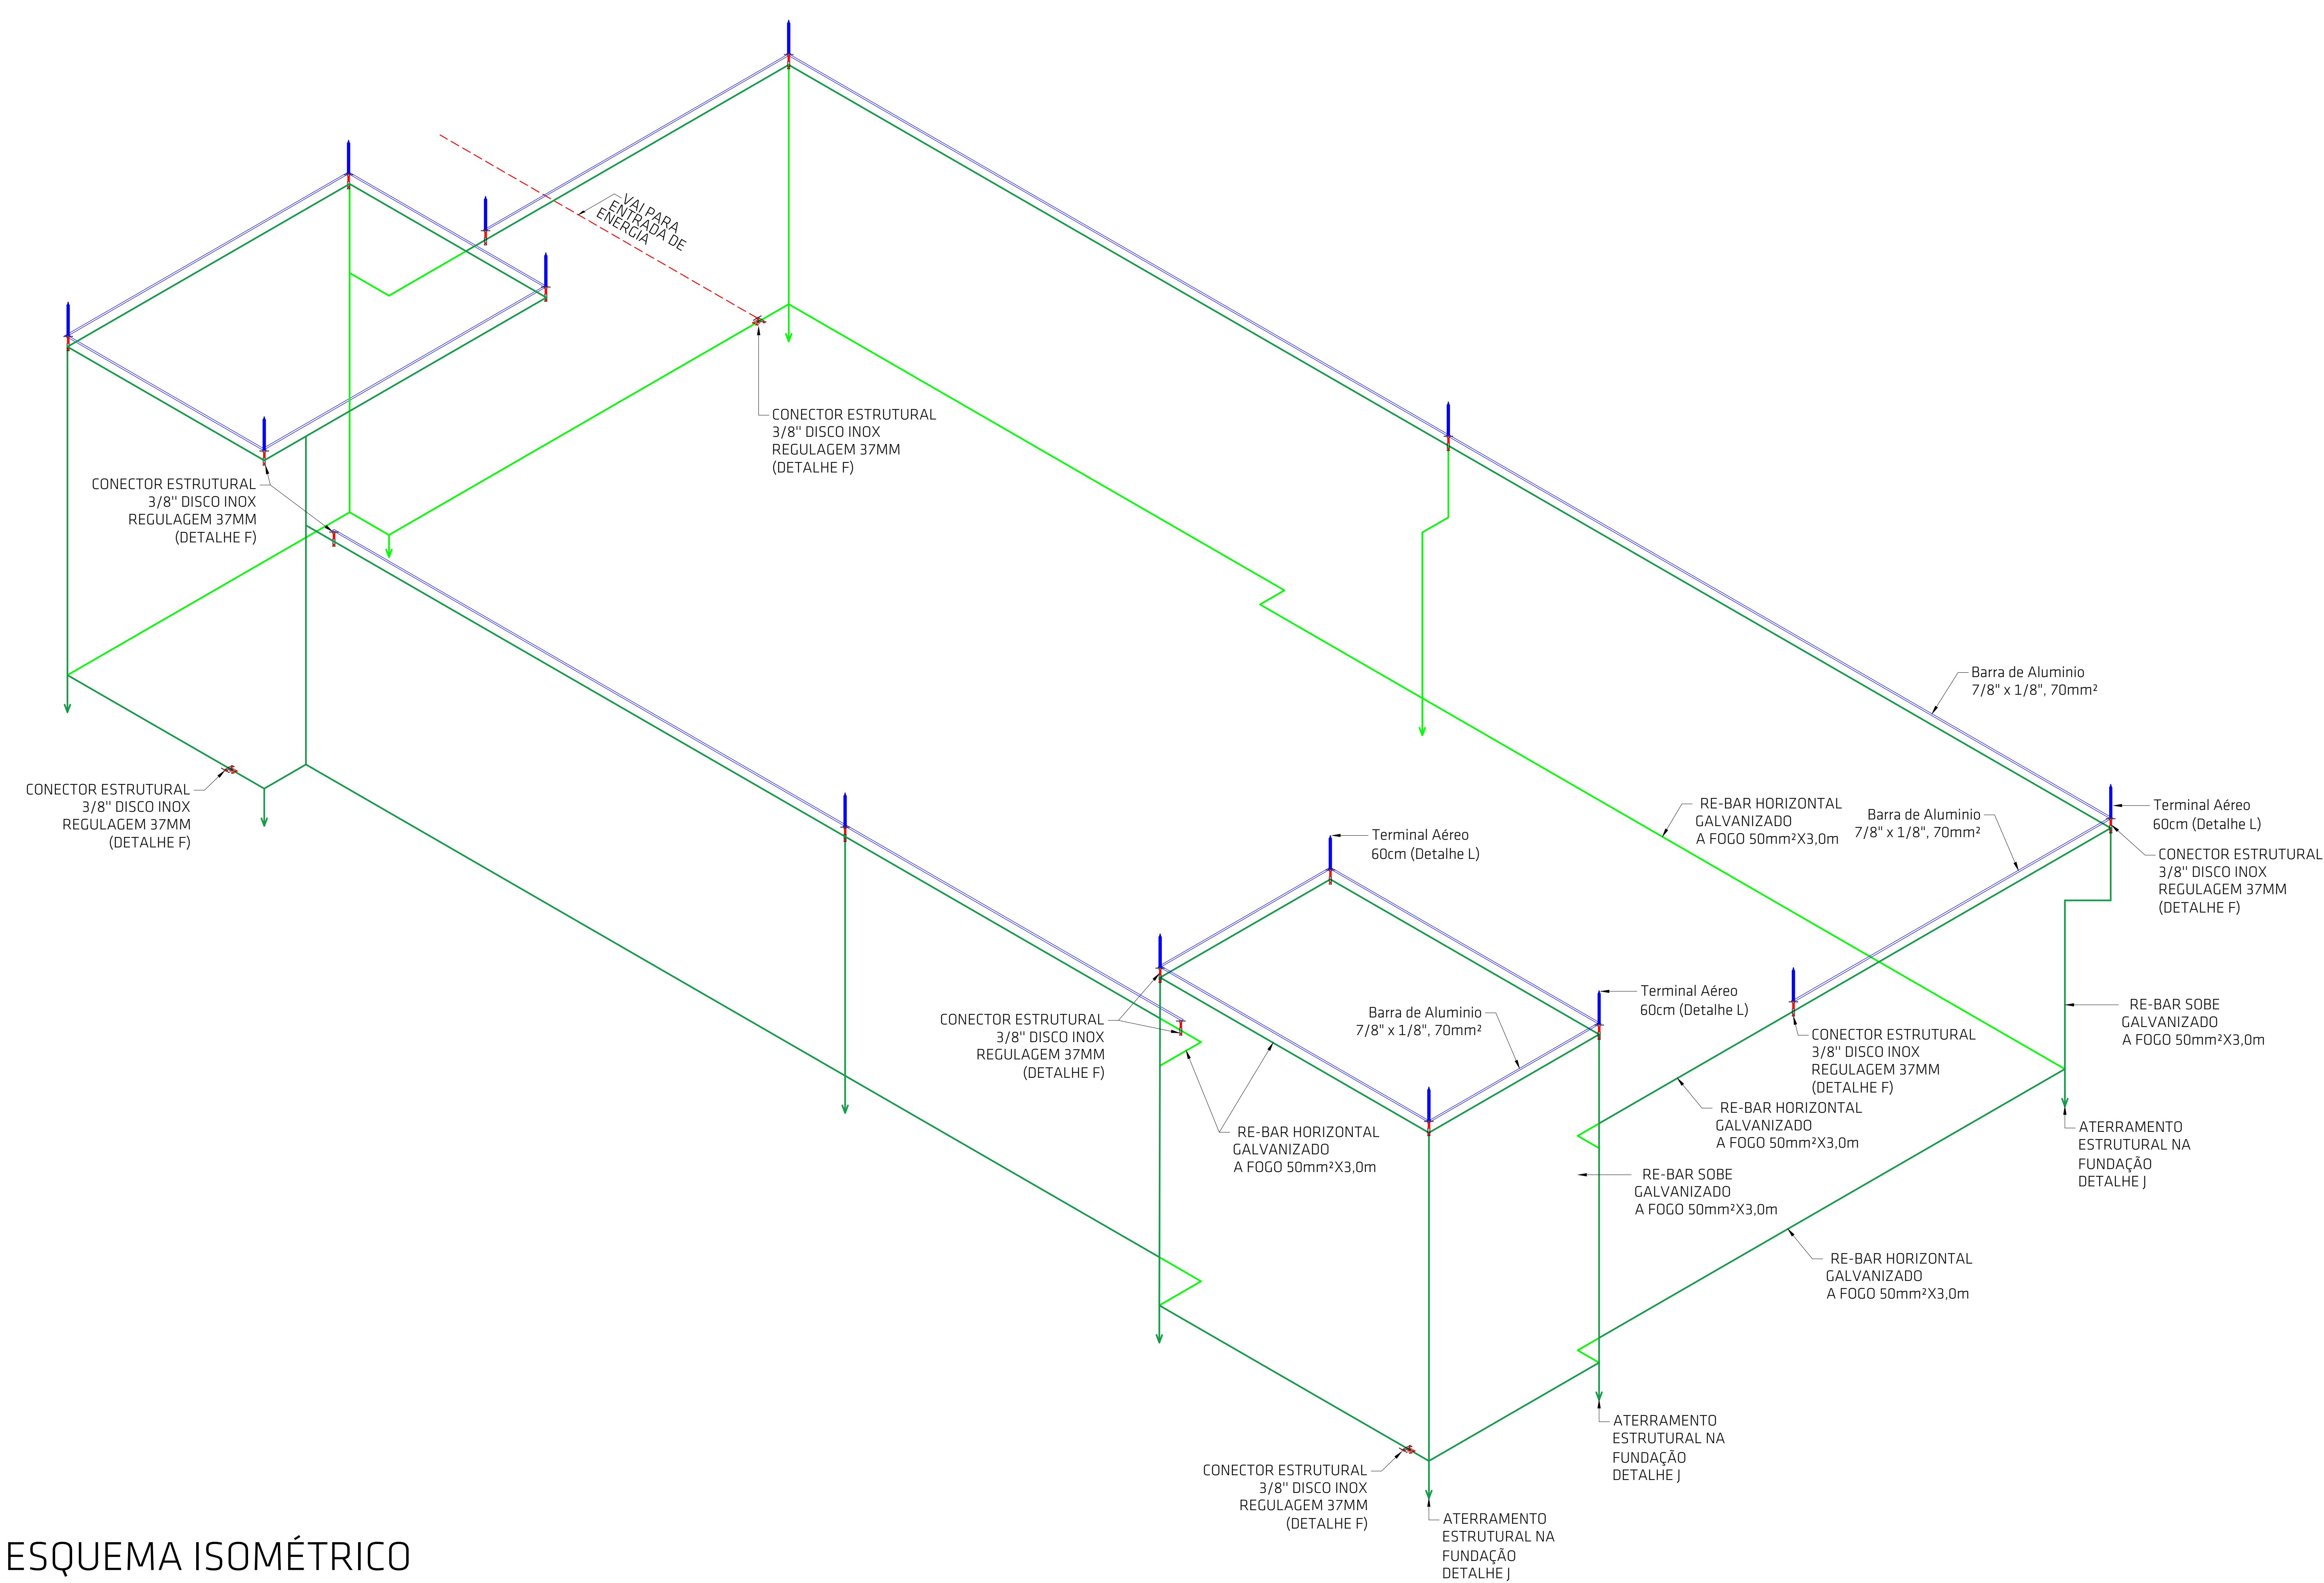 VAI PARA
ENTRADA DE
ENERGIA
CONECTOR ESTRUTURAL
3/8" DISCO INOX
REGULAGEM 37MM
(DETALHE F)
CONECTOR ESTRUTURAL
3/8" DISCO INOX
REGULAGEM 37MM
(DETALHE F)
Barra de Aluminio
7/8" x 1/8", 70mm²
CONECTOR ESTRUTURAL
3/8" DISCO INOX
REGULAGEM 37MM
(DETALHE F)
RE-BAR HORIZONTAL
GALVANIZADO
A FOGO 50mm²X3,0m
Barra de Aluminio
7/8" x 1/8", 70mm²
Terminal Aéreo
60cm (Detalhe L)
Terminal Aéreo
60cm (Detalhe L)
CONECTOR ESTRUTURAL
3/8" DISCO INOX
REGULAGEM 37MM
(DETALHE F)
Terminal Aéreo
60cm (Detalhe L)
Barra de Aluminio
7/8" x 1/8", 70mm²
CONECTOR ESTRUTURAL
3/8" DISCO INOX
REGULAGEM 37MM
(DETALHE F)
CONECTOR ESTRUTURAL
3/8" DISCO INOX
REGULAGEM 37MM
(DETALHE F)
RE-BAR SOBE
GALVANIZADO
A FOGO 50mm²X3,0m
RE-BAR HORIZONTAL
GALVANIZADO
A FOGO 50mm²X3,0m
RE-BAR HORIZONTAL
GALVANIZADO
A FOGO 50mm²X3,0m
ATERRAMENTO
ESTRUTURAL NA
FUNDAÇÃO
DETALHE J
RE-BAR SOBE
GALVANIZADO
A FOGO 50mm²X3,0m
RE-BAR HORIZONTAL
GALVANIZADO
A FOGO 50mm²X3,0m
ATERRAMENTO
ESTRUTURAL NA
FUNDAÇÃO
DETALHE J
CONECTOR ESTRUTURAL
3/8" DISCO INOX
REGULAGEM 37MM
(DETALHE F)
ATERRAMENTO
ESTRUTURAL NA
FUNDAÇÃO
DETALHE J
ESQUEMA ISOMÉTRICO